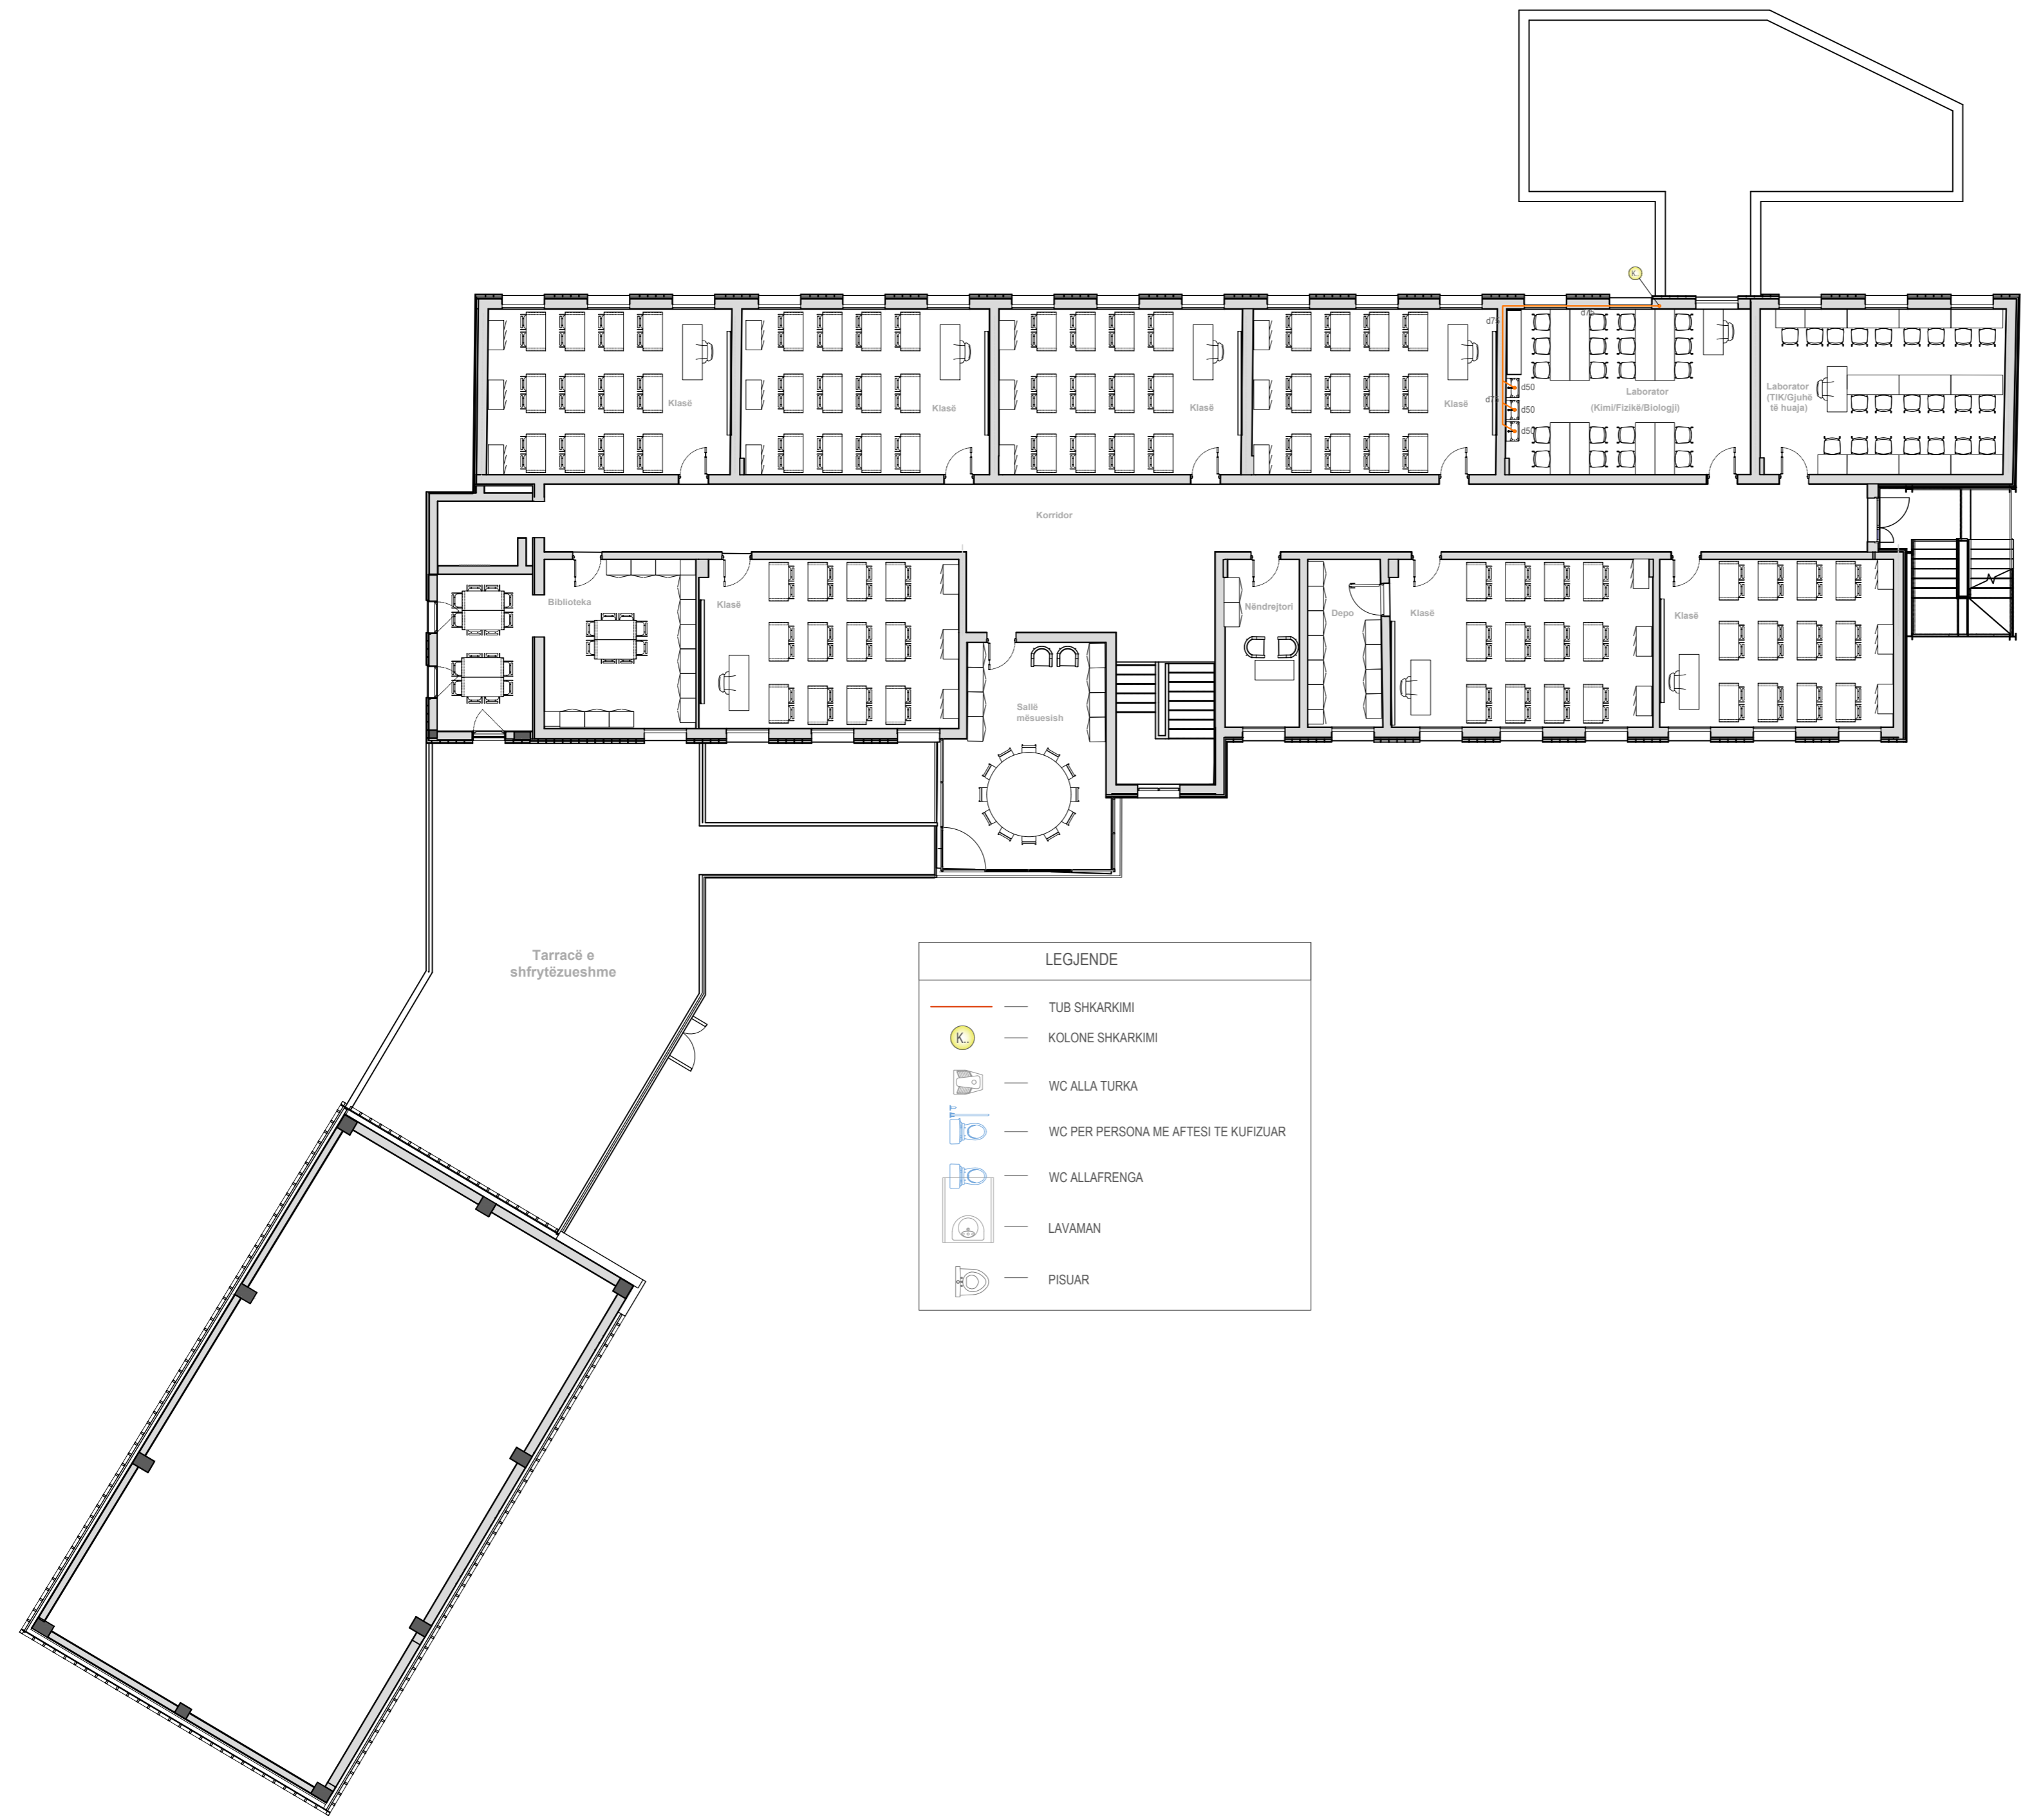 K..
d75
d75
d50
d75
d50
d50
Klasë
Klasë
Klasë
Klasë
Laborator
(Kimi/Fizikë/Biologji)
Laborator
(TIK/Gjuhë
të huaja)
Korridor
Biblioteka
Klasë
Nëndrejtori
Depo
Klasë
Klasë
Sallë
mësuesish
Tarracë e
shfrytëzueshme
LEGJENDE
TUB SHKARKIMI
K..
KOLONE SHKARKIMI
WC ALLA TURKA
WC PER PERSONA ME AFTESI TE KUFIZUAR
WC ALLAFRENGA
LAVAMAN
PISUAR